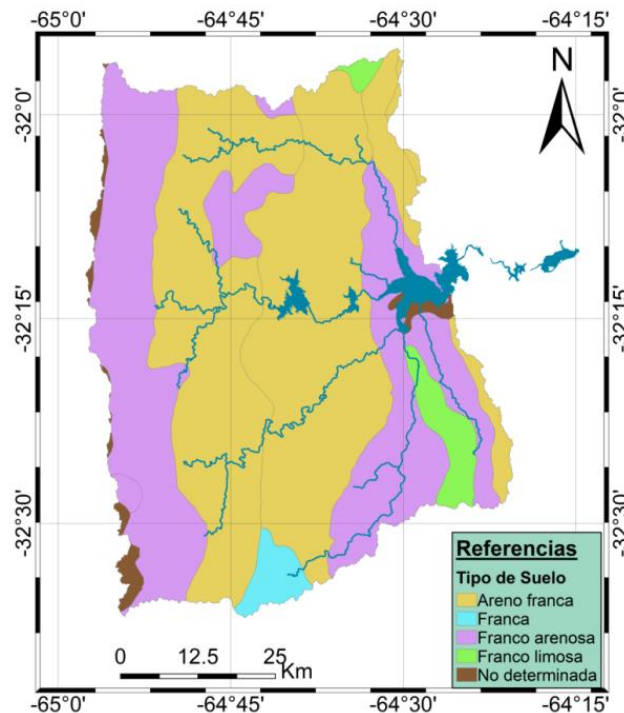 -65°0' -64°45' -64°30' -64°15'
N
-32°0' -32°0'
-32°15' -32°15'
-32°30' -32°30'
Referencias
Tipo de Suelo
Areno franca
Franca
Franco arenosa
Franco limosa
No determinada
0 12.5 25
Km
-65°0' -64°45' -64°30' -64°15'